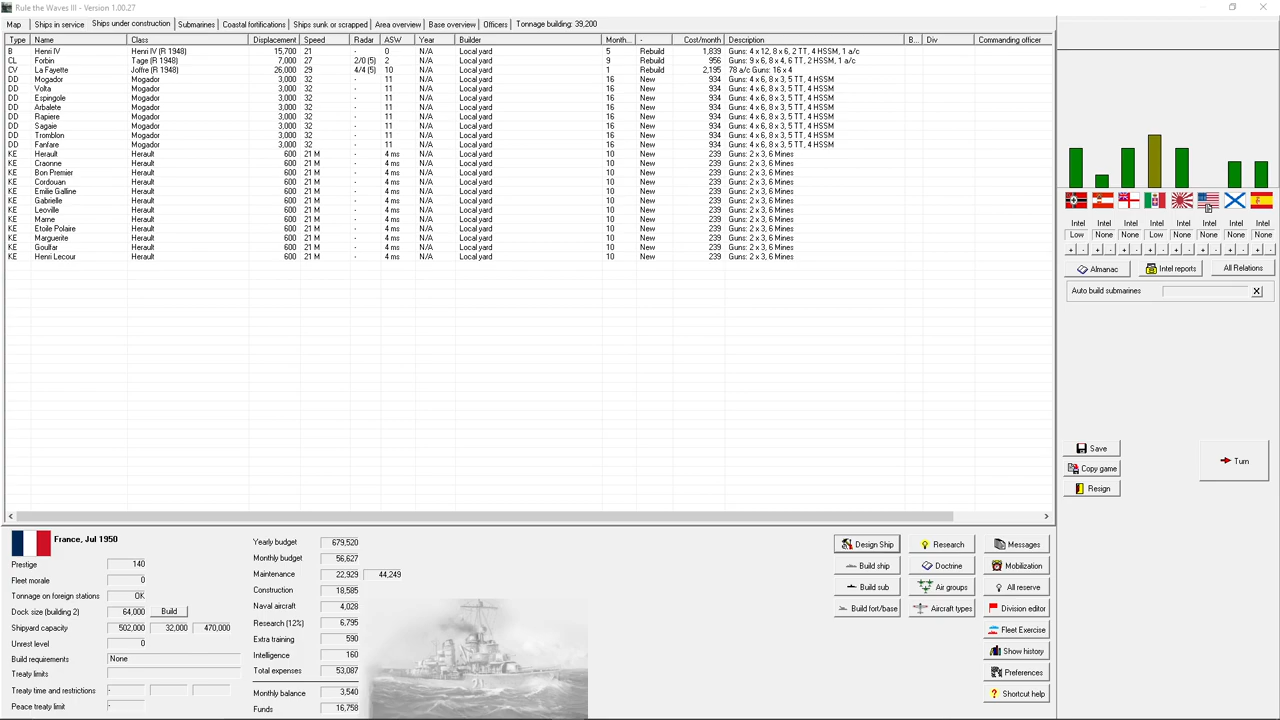 Rule the Waves III - Version 1.00.27
Map Ships in service Ships under construction Submarines Coastal fortifications Ships sunk or scrapped Area overview Base overview Officers Tonnage building: 39,200
Type Name Class Displacement Speed Radar ASW Year Builder Month... - Cost/month Description B... Div Commanding officer
B Henri IV Henri IV (R 1948) 15,700 21 - 0 N/A Local yard 5 Rebuild 1,839 Guns: 4 x 12, 8 x 6, 2 TT, 4 HSSM, 1 a/c
CL Forbin Tage (R 1948) 7,000 27 2/0 (5) 2 N/A Local yard 9 Rebuild 956 Guns: 9 x 6, 8 x 4, 6 TT, 2 HSSM, 1 a/c
CV La Fayette Joffre (R 1948) 26,000 29 4/4 (5) 10 N/A Local yard 1 Rebuild 2,195 78 a/c Guns: 16 x 4
DD Mogador Mogador 3,000 32 - 11 N/A Local yard 16 New 934 Guns: 4 x 6, 8 x 3, 5 TT, 4 HSSM
DD Volta Mogador 3,000 32 - 11 N/A Local yard 16 New 934 Guns: 4 x 6, 8 x 3, 5 TT, 4 HSSM
DD Espingole Mogador 3,000 32 - 11 N/A Local yard 16 New 934 Guns: 4 x 6, 8 x 3, 5 TT, 4 HSSM
DD Arbalete Mogador 3,000 32 - 11 N/A Local yard 16 New 934 Guns: 4 x 6, 8 x 3, 5 TT, 4 HSSM
DD Rapiere Mogador 3,000 32 - 11 N/A Local yard 16 New 934 Guns: 4 x 6, 8 x 3, 5 TT, 4 HSSM
DD Sagaie Mogador 3,000 32 - 11 N/A Local yard 16 New 934 Guns: 4 x 6, 8 x 3, 5 TT, 4 HSSM
DD Tromblon Mogador 3,000 32 - 11 N/A Local yard 16 New 934 Guns: 4 x 6, 8 x 3, 5 TT, 4 HSSM
DD Fanfare Mogador 3,000 32 - 11 N/A Local yard 16 New 934 Guns: 4 x 6, 8 x 3, 5 TT, 4 HSSM
KE Herault Herault 600 21 M - 4 ms N/A Local yard 10 New 239 Guns: 2 x 3, 6 Mines
KE Craonne Herault 600 21 M - 4 ms N/A Local yard 10 New 239 Guns: 2 x 3, 6 Mines
KE Bon Premier Herault 600 21 M - 4 ms N/A Local yard 10 New 239 Guns: 2 x 3, 6 Mines
KE Cordouan Herault 600 21 M - 4 ms N/A Local yard 10 New 239 Guns: 2 x 3, 6 Mines
KE Emilie Galline Herault 600 21 M - 4 ms N/A Local yard 10 New 239 Guns: 2 x 3, 6 Mines
KE Gabrielle Herault 600 21 M - 4 ms N/A Local yard 10 New 239 Guns: 2 x 3, 6 Mines
KE Leoville Herault 600 21 M - 4 ms N/A Local yard 10 New 239 Guns: 2 x 3, 6 Mines
KE Marne Herault 600 21 M - 4 ms N/A Local yard 10 New 239 Guns: 2 x 3, 6 Mines
KE Etoile Polaire Herault 600 21 M - 4 ms N/A Local yard 10 New 239 Guns: 2 x 3, 6 Mines
KE Marguerite Herault 600 21 M - 4 ms N/A Local yard 10 New 239 Guns: 2 x 3, 6 Mines
KE Goulfar Herault 600 21 M - 4 ms N/A Local yard 10 New 239 Guns: 2 x 3, 6 Mines
KE Henri Lecour Herault 600 21 M - 4 ms N/A Local yard 10 New 239 Guns: 2 x 3, 6 Mines
Intel Intel Intel Intel Intel Intel Intel Intel
Low None None Low None None None None
+ - + - + - + - + - + - + - + -
Almanac Intel reports All Relations
Auto build submarines X
Save
Copy game
Resign
Turn
France, Jul 1950
Prestige 140
Fleet morale 0
Tonnage on foreign stations OK
Dock size (building 2) 64,000 Build
Shipyard capacity 502,000 32,000 470,000
Unrest level 0
Build requirements None
Treaty limits
Treaty time and restrictions -
Peace treaty limit -
Yearly budget 679,520
Monthly budget 56,627
Maintenance 22,929 44,249
Construction 18,585
Naval aircraft 4,028
Research (12%) 6,795
Extra training 590
Intelligence 160
Total expenses 53,087
Monthly balance 3,540
Funds 16,758
Design Ship Research Messages
Build ship Doctrine Mobilization
Build sub Air groups All reserve
Build fort/base Aircraft types Division editor
Fleet Exercise
Show history
Preferences
Shortcut help